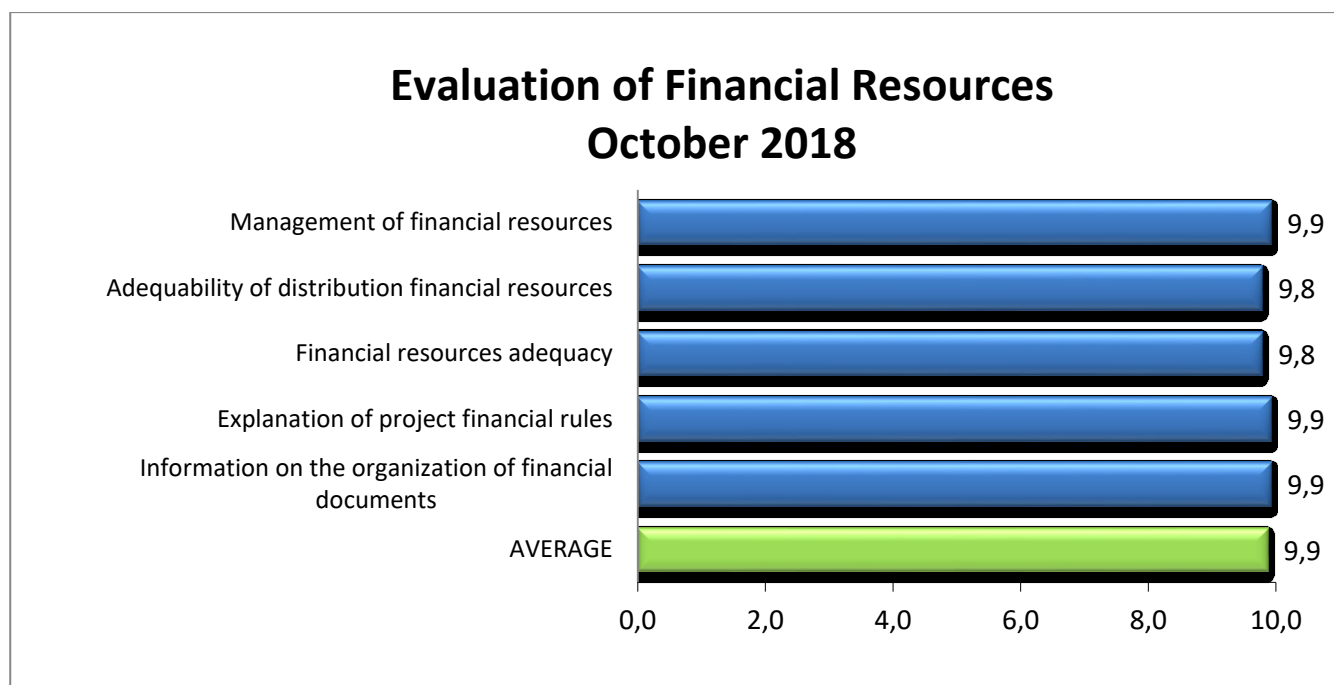 Evaluation of Financial Resources
October 2018
Management of financial resources
9,9
Adequability of distribution financial resources
9,8
Financial resources adequacy
9,8
Explanation of project financial rules
9,9
Information on the organization of financial
documents
9,9
AVERAGE
9,9
0,0 2,0 4,0 6,0 8,0 10,0